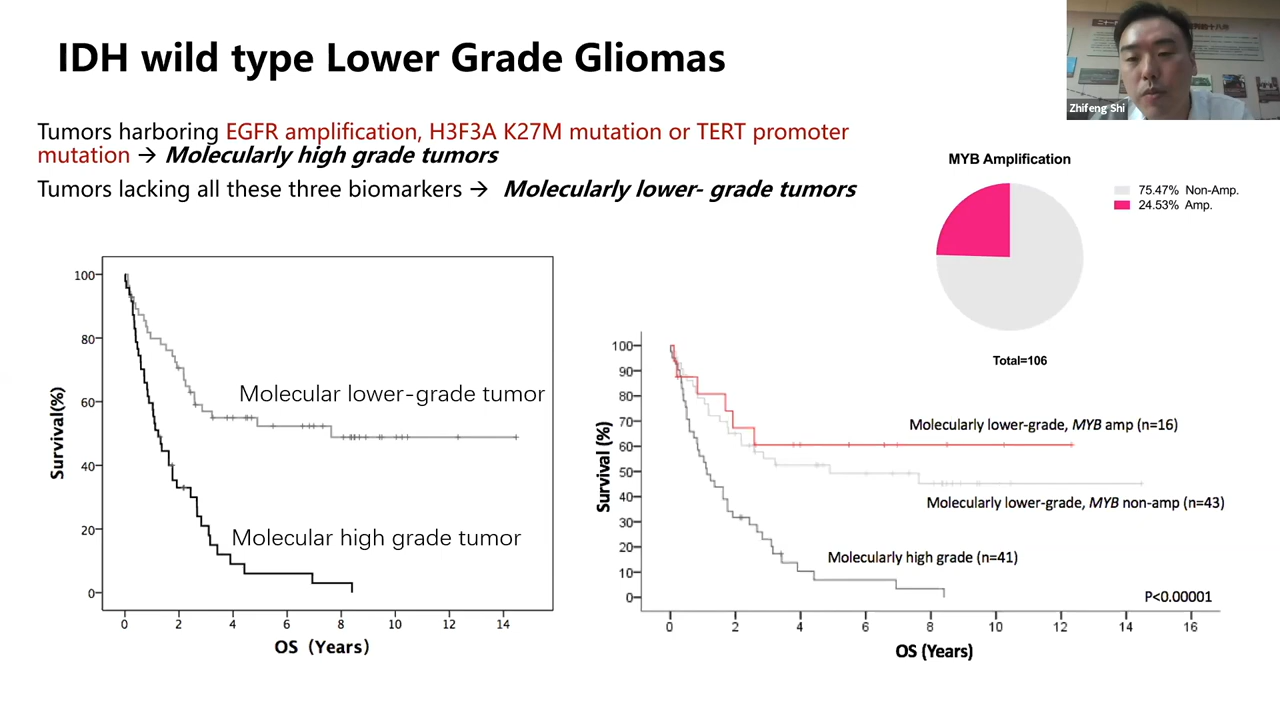 IDH wild type Lower Grade Gliomas
Zhifeng Shi
Tumors harboring EGFR amplification, H3F3A K27M mutation or TERT promoter
mutation → Molecularly high grade tumors
Tumors lacking all these three biomarkers → Molecularly lower- grade tumors
MYB Amplification
75.47% Non-Amp.
24.53% Amp.
Total=106
Survival(%)
100
80
60
40
20
0
Molecular lower-grade tumor
Molecular high grade tumor
0 2 4 6 8 10 12 14
OS (Years)
Survival (%)
100
90
80
70
60
50
40
30
20
10
0
Molecularly lower-grade, MYB amp (n=16)
Molecularly lower-grade, MYB non-amp (n=43)
Molecularly high grade (n=41)
P<0.00001
0 2 4 6 8 10 12 14 16
OS (Years)